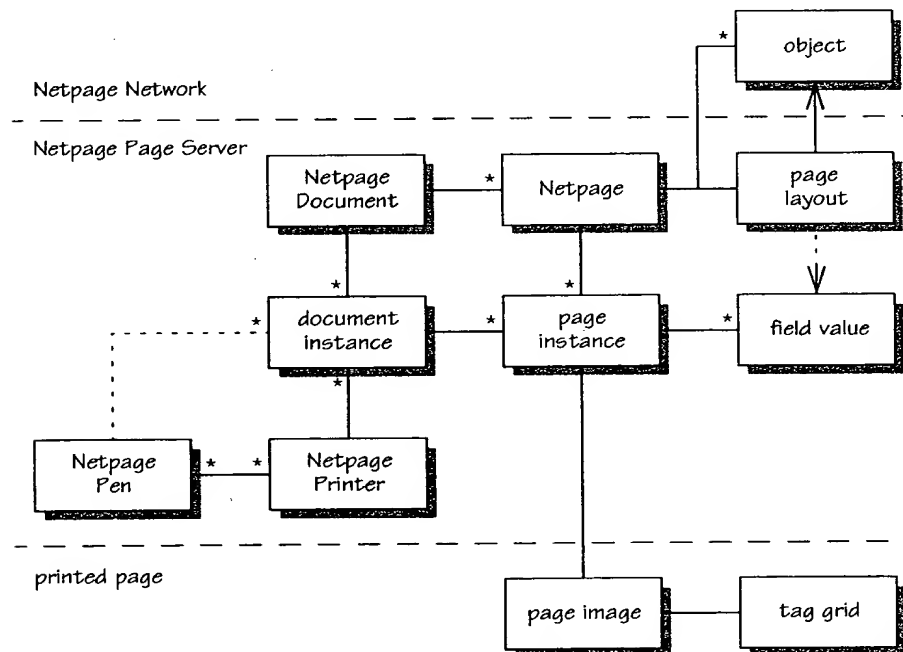 *
object
Netpage Network
Netpage Page Server
Netpage
Document
*
Netpage
page
layout
*
*
*
document
instance
*
page
instance
*
field value
*
Netpage
Pen
*
*
Netpage
Printer
printed page
page image
tag grid